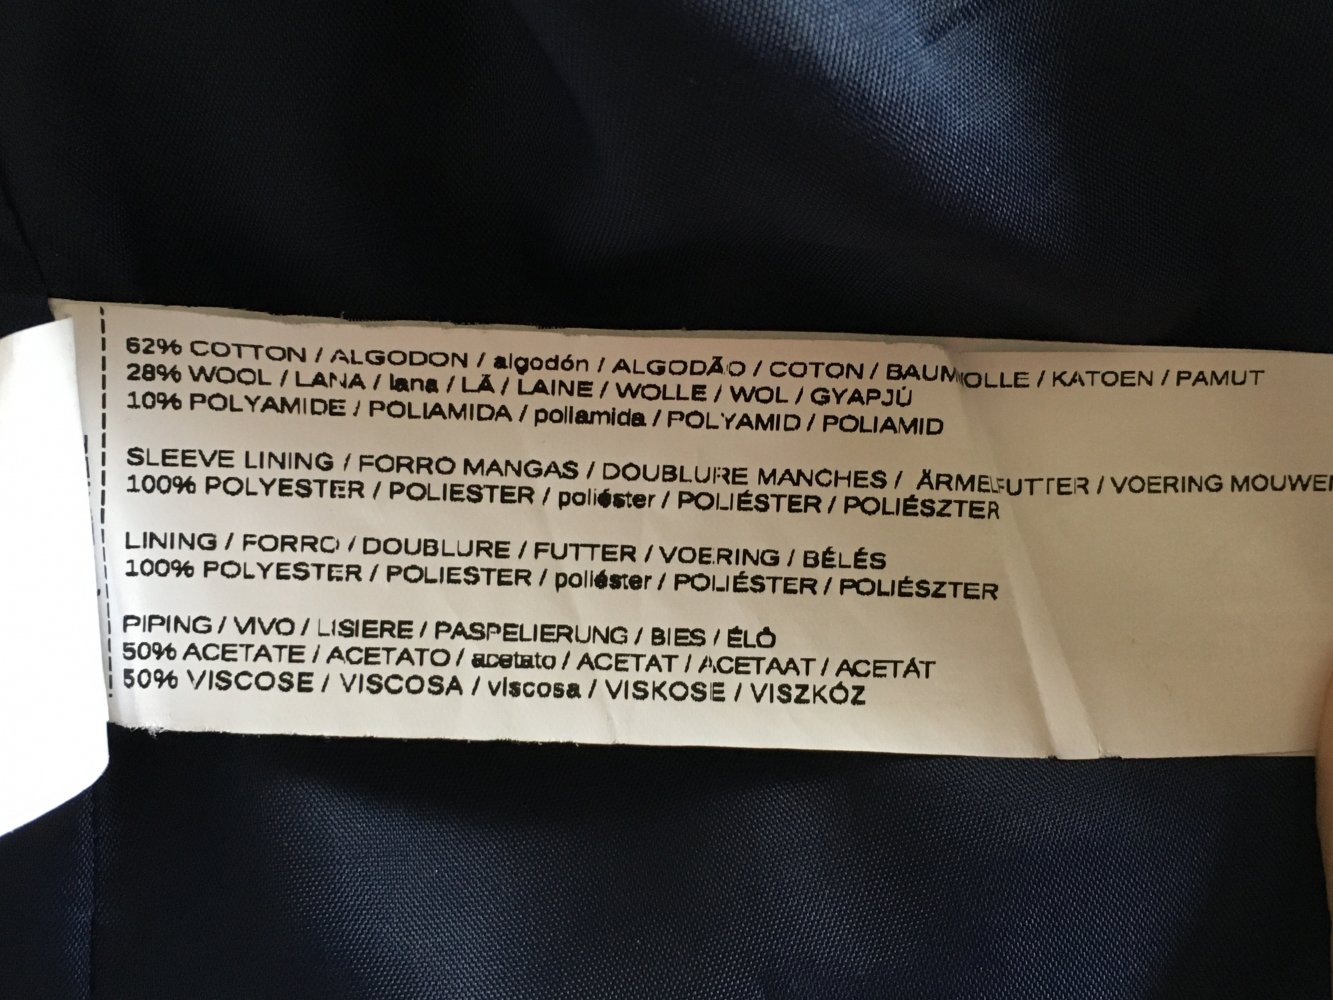 62% COTTON / ALGODON / algodón / ALGODÃO / COTON / BAUMWOLLE / KATOEN / PAMUT
28% WOOL / LANA / lana / LÃ / LAINE / WOLLE / WOL / GYAPJÚ
10% POLYAMIDE / POLIAMIDA / poliamida / POLYAMID / POLIAMID
SLEEVE LINING / FORRO MANGAS / DOUBLURE MANCHES / ÄRMELFUTTER / VOERING MOUWEN
100% POLYESTER / POLIESTER / poliéster / POLIÉSTER / POLIÉSZTER
LINING / FORRO / DOUBLURE / FUTTER / VOERING / BÉLÉS
100% POLYESTER / POLIESTER / poliéster / POLIÉSTER / POLIÉSZTER
PIPING / VIVO / LISIERE / PASPELIERUNG / BIES / ÉLŐ
50% ACETATE / ACETATO / acetato / ACETAT / ACETAAT / ACETÁT
50% VISCOSE / VISCOSA / viscosa / VISKOSE / VISZKÓZ